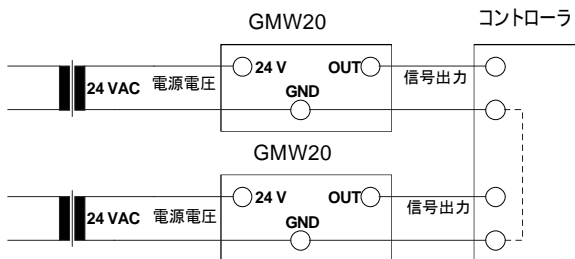 GMW20
コントローラ
24 VAC 電源電圧
24 V
OUT
GND
信号出力
GMW20
24 VAC 電源電圧
24 V
OUT
GND
信号出力